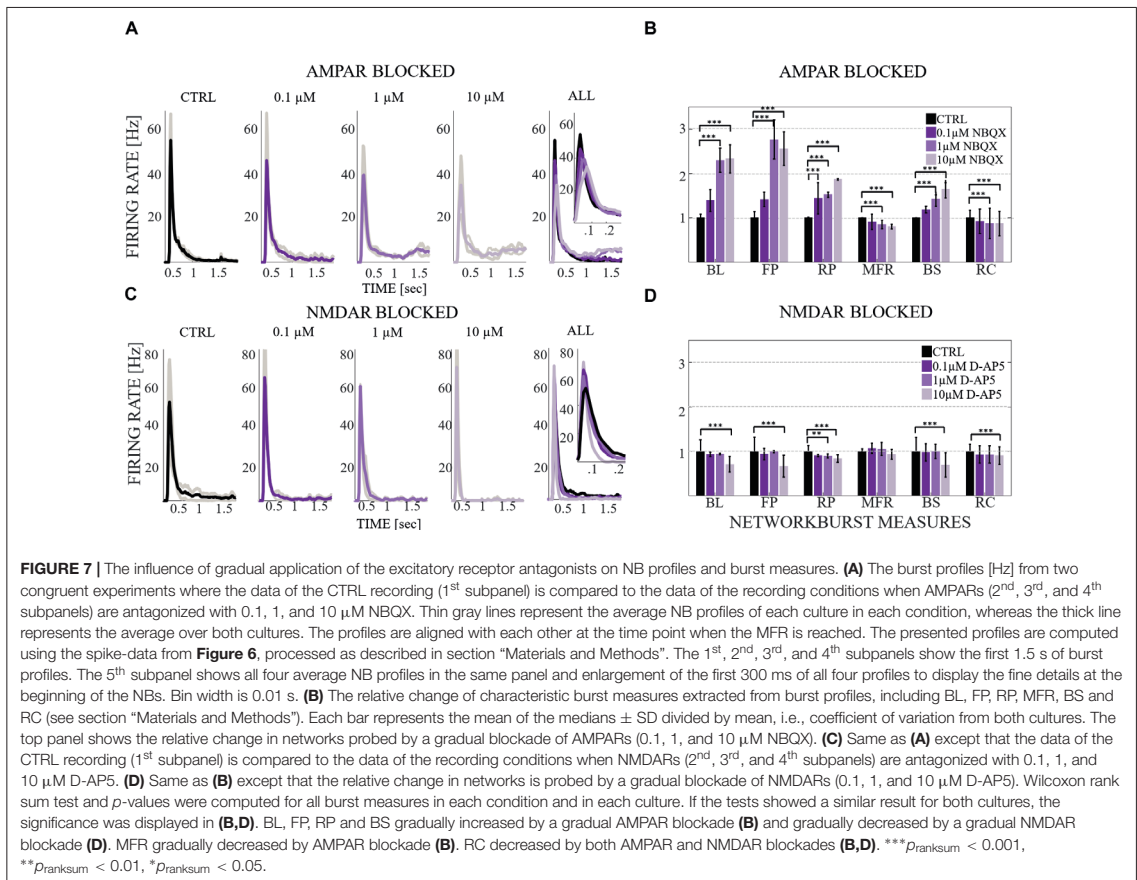 A
AMPAR BLOCKED
CTRL
0.1 µM
1 µM
10 µM
ALL
FIRING RATE [Hz]
60
40
20
60
40
20
60
40
20
60
40
20
60
40
20
60
40
20
.1 .2
0.5 1 1.5
0.5 1 1.5
0.5 1 1.5
0.5 1 1.5
0.5 1 1.5
TIME [sec]
B
AMPAR BLOCKED
CTRL
0.1µM NBQX
1µM NBQX
10µM NBQX
3
2
1
*** *** *** *** *** *** *** *** *** *** *** *** *** ***
BL FP RP MFR BS RC
C
NMDAR BLOCKED
CTRL
0.1 µM
1 µM
10 µM
ALL
FIRING RATE [Hz]
80
60
40
20
80
60
40
20
80
60
40
20
80
60
40
20
80
60
40
20
80
60
40
20
.1 .2
0.5 1 1.5
0.5 1 1.5
0.5 1 1.5
0.5 1 1.5
0.5 1 1.5
TIME [sec]
D
NMDAR BLOCKED
CTRL
0.1µM D-AP5
1µM D-AP5
10µM D-AP5
3
2
1
*** *** *** ** *** ***
BL FP RP MFR BS RC
NETWORKBURST MEASURES
FIGURE 7 | The influence of gradual application of the excitatory receptor antagonists on NB profiles and burst measures. (A) The burst profiles [Hz] from two
congruent experiments where the data of the CTRL recording (1st subpanel) is compared to the data of the recording conditions when AMPARs (2nd, 3rd, and 4th
subpanels) are antagonized with 0.1, 1, and 10 µM NBQX. Thin gray lines represent the average NB profiles of each culture in each condition, whereas the thick line
represents the average over both cultures. The profiles are aligned with each other at the time point when the MFR is reached. The presented profiles are computed
using the spike-data from Figure 6, processed as described in section “Materials and Methods”. The 1st, 2nd, 3rd, and 4th subpanels show the first 1.5 s of burst
profiles. The 5th subpanel shows all four average NB profiles in the same panel and enlargement of the first 300 ms of all four profiles to display the fine details at the
beginning of the NBs. Bin width is 0.01 s. (B) The relative change of characteristic burst measures extracted from burst profiles, including BL, FP, RP, MFR, BS and
RC (see section “Materials and Methods”). Each bar represents the mean of the medians ± SD divided by mean, i.e., coefficient of variation from both cultures. The
top panel shows the relative change in networks probed by a gradual blockade of AMPARs (0.1, 1, and 10 µM NBQX). (C) Same as (A) except that the data of the
CTRL recording (1st subpanel) is compared to the data of the recording conditions when NMDARs (2nd, 3rd, and 4th subpanels) are antagonized with 0.1, 1, and
10 µM D-AP5. (D) Same as (B) except that the relative change in networks is probed by a gradual blockade of NMDARs (0.1, 1, and 10 µM D-AP5). Wilcoxon rank
sum test and p-values were computed for all burst measures in each condition and in each culture. If the tests showed a similar result for both cultures, the
significance was displayed in (B,D). BL, FP, RP and BS gradually increased by a gradual AMPAR blockade (B) and gradually decreased by a gradual NMDAR
blockade (D). MFR gradually decreased by AMPAR blockade (B). RC decreased by both AMPAR and NMDAR blockades (B,D). ***pranksum < 0.001,
**pranksum < 0.01, *pranksum < 0.05.